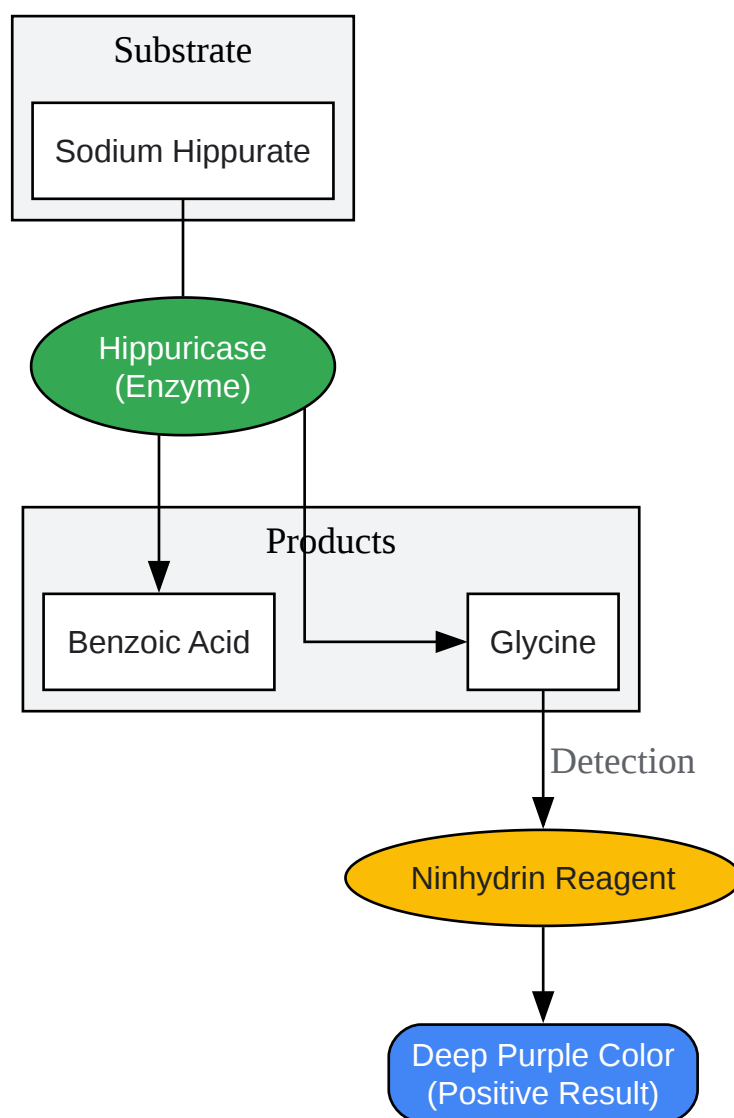 Substrate
Sodium Hippurate
Hippuricase
(Enzyme)
Products
Benzoic Acid
Glycine
Detection
Ninhydrin Reagent
Deep Purple Color
(Positive Result)